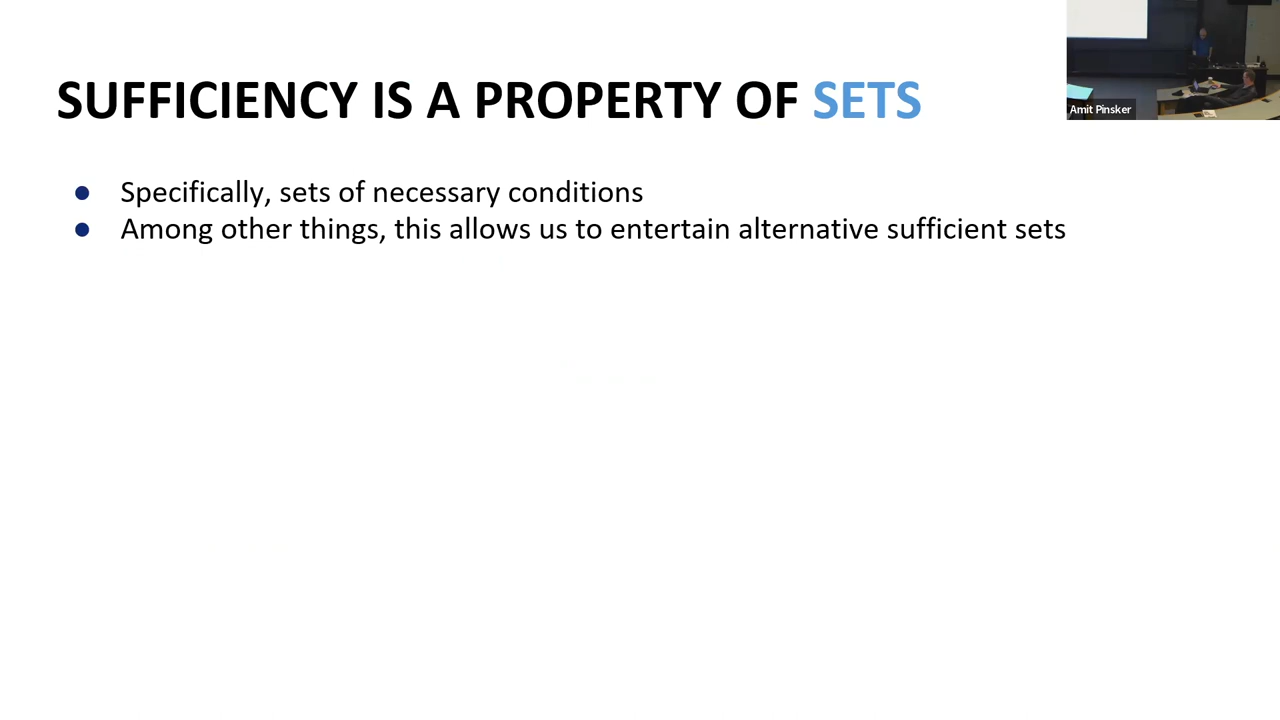 SUFFICIENCY IS A PROPERTY OF SETS
Amit Pinsker
● Specifically, sets of necessary conditions
● Among other things, this allows us to entertain alternative sufficient sets